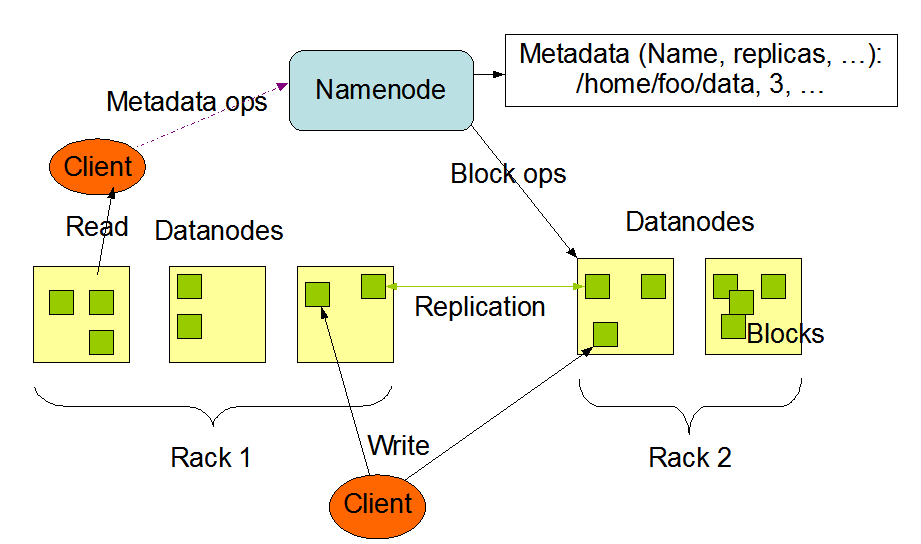 Metadata (Name, replicas, …):
/home/foo/data, 3, …
Namenode
Metadata ops
Client
Block ops
Read
Datanodes
Datanodes
Replication
Blocks
Rack 1
Write
Rack 2
Client